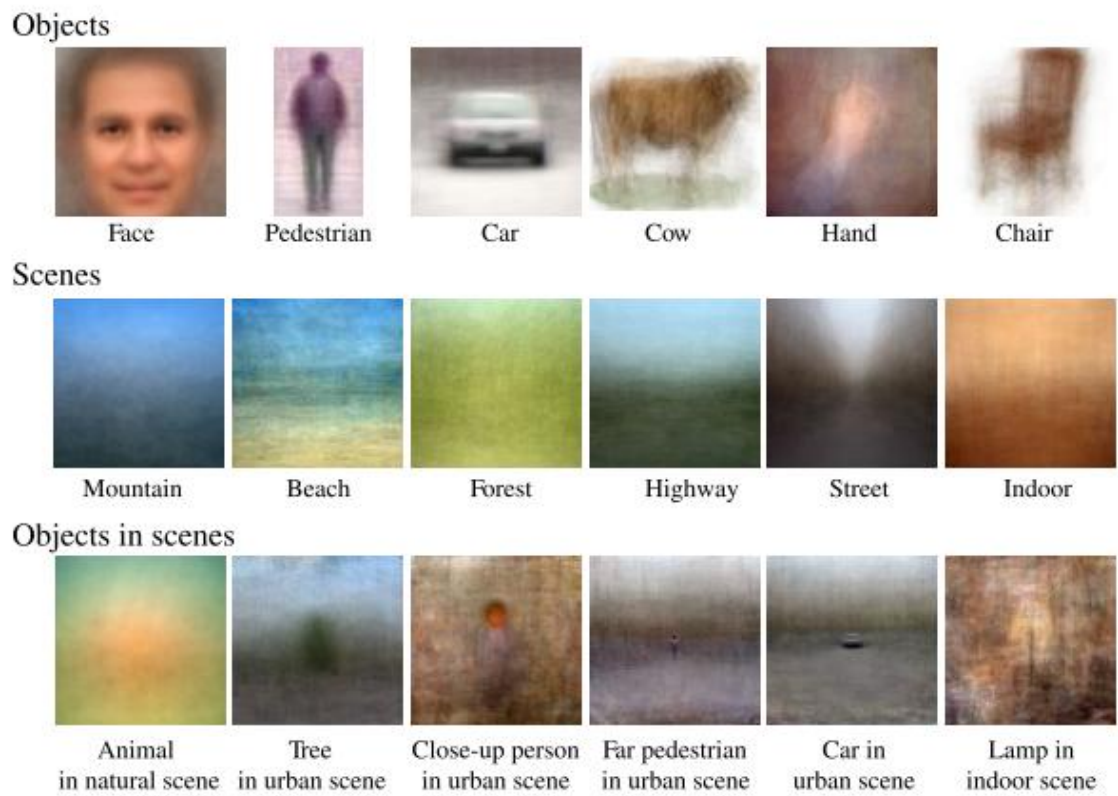 Objects
Face Pedestrian Car Cow Hand Chair
Scenes
Mountain Beach Forest Highway Street Indoor
Objects in scenes
Animal Tree Close-up person Far pedestrian Car in Lamp in
in natural scene in urban scene in urban scene in urban scene urban scene indoor scene